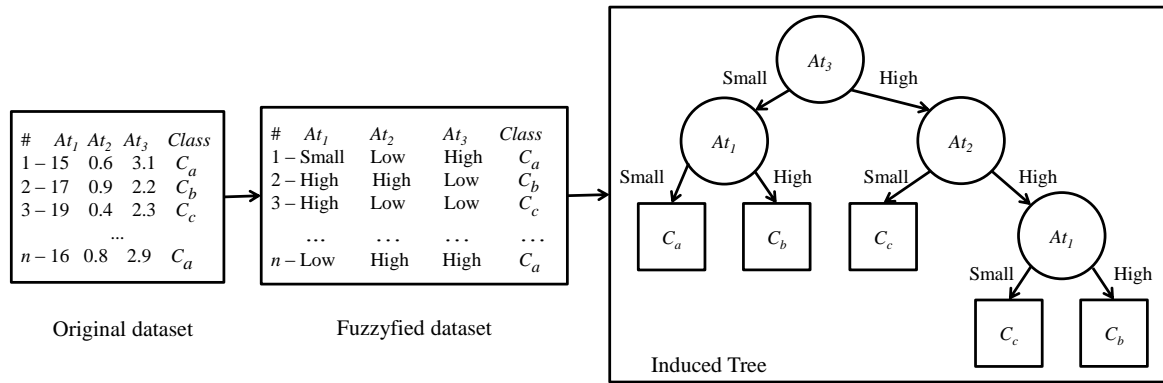 # At1 At2 At3 Class
1 – 15 0.6 3.1 Ca
2 – 17 0.9 2.2 Cb
3 – 19 0.4 2.3 Cc
...
n – 16 0.8 2.9 Ca
Original dataset
# At1 At2 At3 Class
1 – Small Low High Ca
2 – High High Low Cb
3 – High Low Low Cc
... ... ... ...
n – Low High High Ca
Fuzzyfied dataset
At3
Small High
At1 At2
Small High Small High
Ca Cb Cc At1
Small High
Cc Cb
Induced Tree